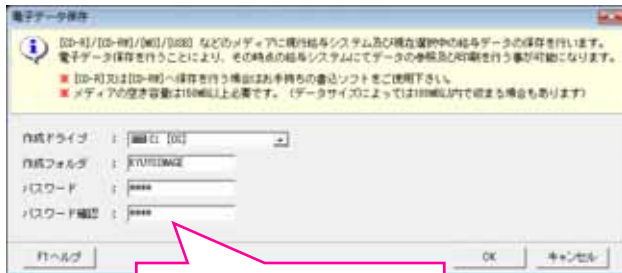 電子データ保存
[CD-R]/[CD-RW]/[MO]/[USB] などのメディアに現行給与システム及び現在選択中の給与データの保存を行います。
電子データ保存を行うことにより、その時点の給与システムにてデータの参照及び印刷を行う事が可能になります。
■ [CD-R]又は[CD-RW]へ保存を行う場合はお手持ちの書込ソフトをご使用下さい。
■ メディアの空き容量は150MB以上必要です。 (データサイズによっては100MB以内で収まる場合もあります)
作成ドライブ : C: [OS]
作成フォルダ :
パスワード : ****
パスワード確認 : ****
F1ヘルプ OK キャンセル